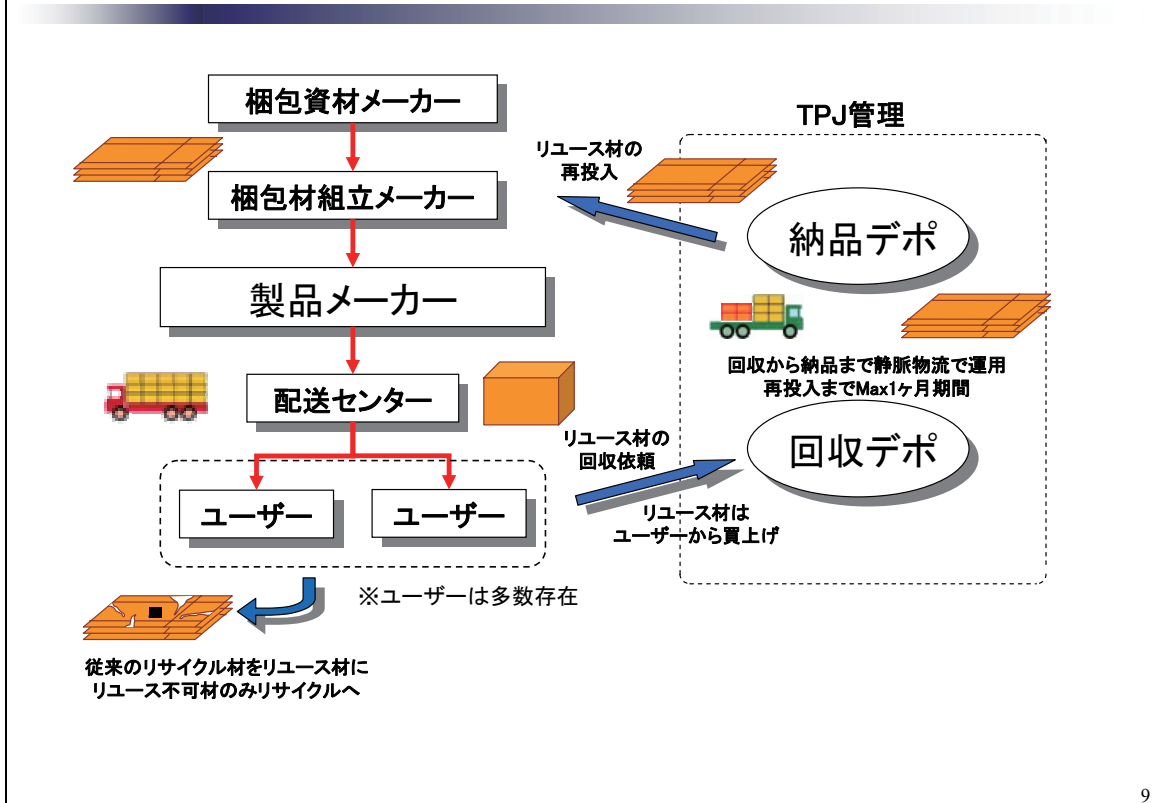 梱包資材メーカー
TPJ管理
リユース材の
再投入
梱包材組立メーカー
納品デポ
製品メーカー
回収から納品まで静脈物流で運用
再投入までMax1ヶ月期間
配送センター
リユース材の
回収依頼
回収デポ
ユーザー
ユーザー
リユース材は
ユーザーから買上げ
※ユーザーは多数存在
従来のリサイクル材をリユース材に
リユース不可材のみリサイクルへ
9